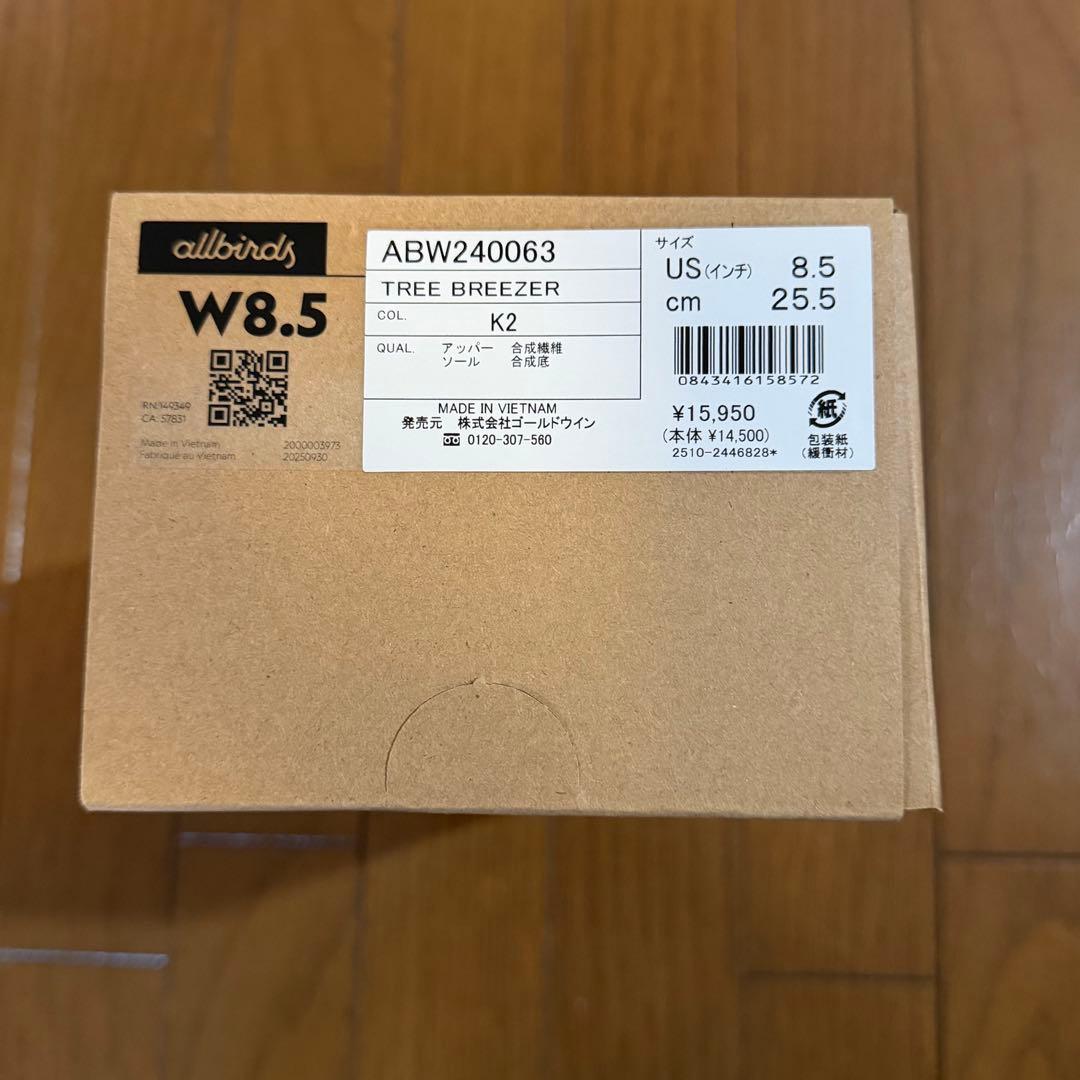 allbirds
W8.5
RN:149349
CA: 57831
Made in Vietnam
Fabriqué au Vietnam
2000003973
20250930
ABW240063
TREE BREEZER
COL. K2
QUAL. アッパー 合成繊維
ソール 合成底
MADE IN VIETNAM
発売元 株式会社ゴールドウイン
0120-307-560
サイズ
US(インチ) 8.5
cm 25.5
0843416158572
¥15,950
(本体 ¥14,500)
2510-2446828*
紙
包装紙
(緩衝材)